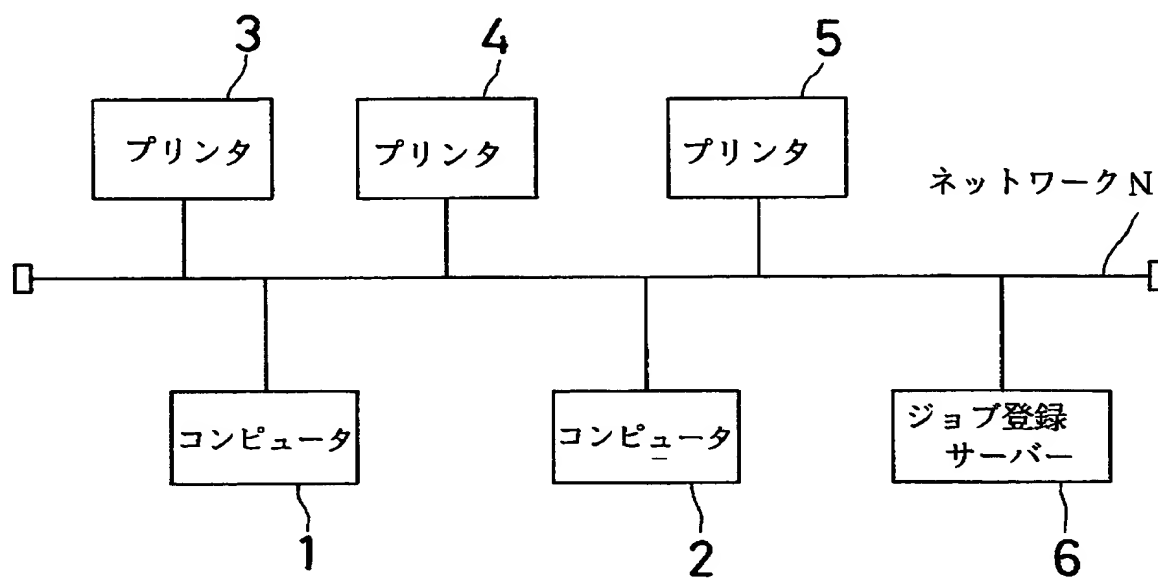 3
4
5
プリンタ
プリンタ
プリンタ
ネットワークN
コンピュータ
コンピュータ
ジョブ登録
サーバー
1
2
6